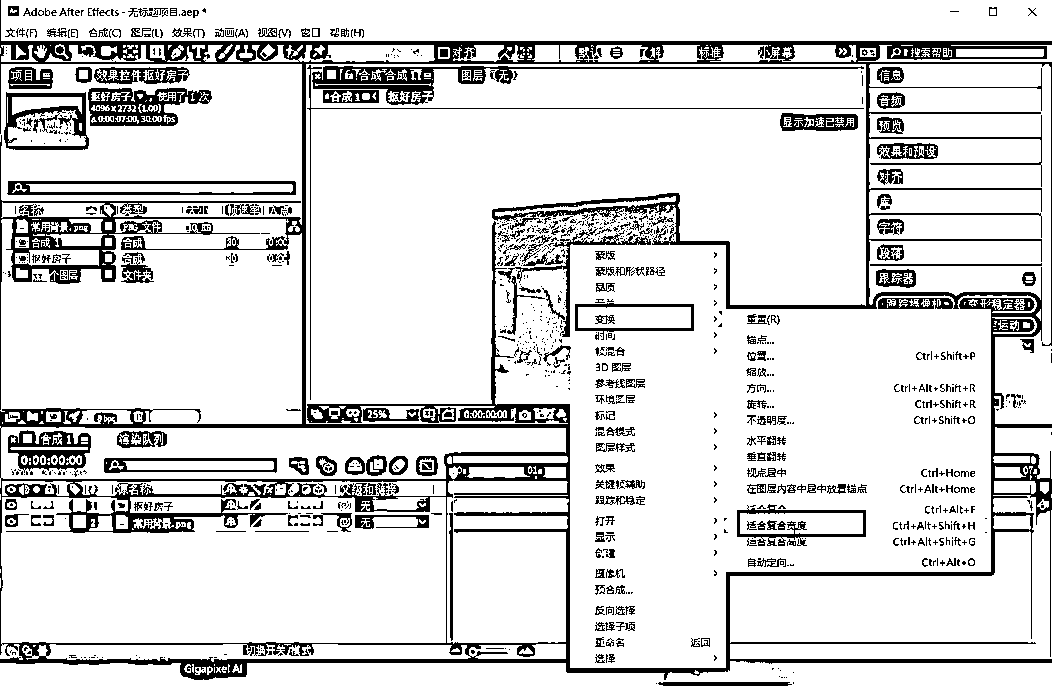 Adobe After Effects - 无标题项目.aep *
文件(F) 编辑(E) 合成(C) 图层(L) 效果(T) 动画(A) 视图(V) 窗口 帮助(H)
对齐 默认 了解 标准 小屏幕 搜索帮助
项目 效果控件抠好房子
抠好房子, 使用了 1 次
4096 x 2732 (1.00)
Δ 0:00:07:00, 30.00 fps
名称 类型 大小 帧速率 入点
常用背景.png PNG 文件
合成 1 合成 30
抠好房子 合成 30
个图层 文件夹
8bpc
合成 合成 1 图层 (无)
合成 1 抠好房子
显示加速已禁用
25% 0:00:00:00
信息
音频
预览
效果和预设
对齐
库
字符
段落
跟踪器
跟踪摄像机 变形稳定器
蒙版
蒙版和形状路径
品质
开关
变换
时间
帧混合
3D 图层
参考线图层
环境图层
标记
混合模式
图层样式
效果
关键帧辅助
跟踪和稳定
打开
显示
创建
摄像机
预合成...
反向选择
选择子项
重命名 返回
选择
重置(R)
锚点...
位置... Ctrl+Shift+P
缩放...
方向... Ctrl+Alt+Shift+R
旋转... Ctrl+Shift+R
不透明度... Ctrl+Shift+O
水平翻转
垂直翻转
视点居中 Ctrl+Home
在图层内容中居中放置锚点 Ctrl+Alt+Home
适合复合 Ctrl+Alt+F
适合复合宽度 Ctrl+Alt+Shift+H
适合复合高度 Ctrl+Alt+Shift+G
自动定向... Ctrl+Alt+O
合成 1 渲染队列
0:00:00:00
源名称 父级和链接
1 抠好房子 无
2 常用背景.png 无
切换开关/模式
Gigapixel AI